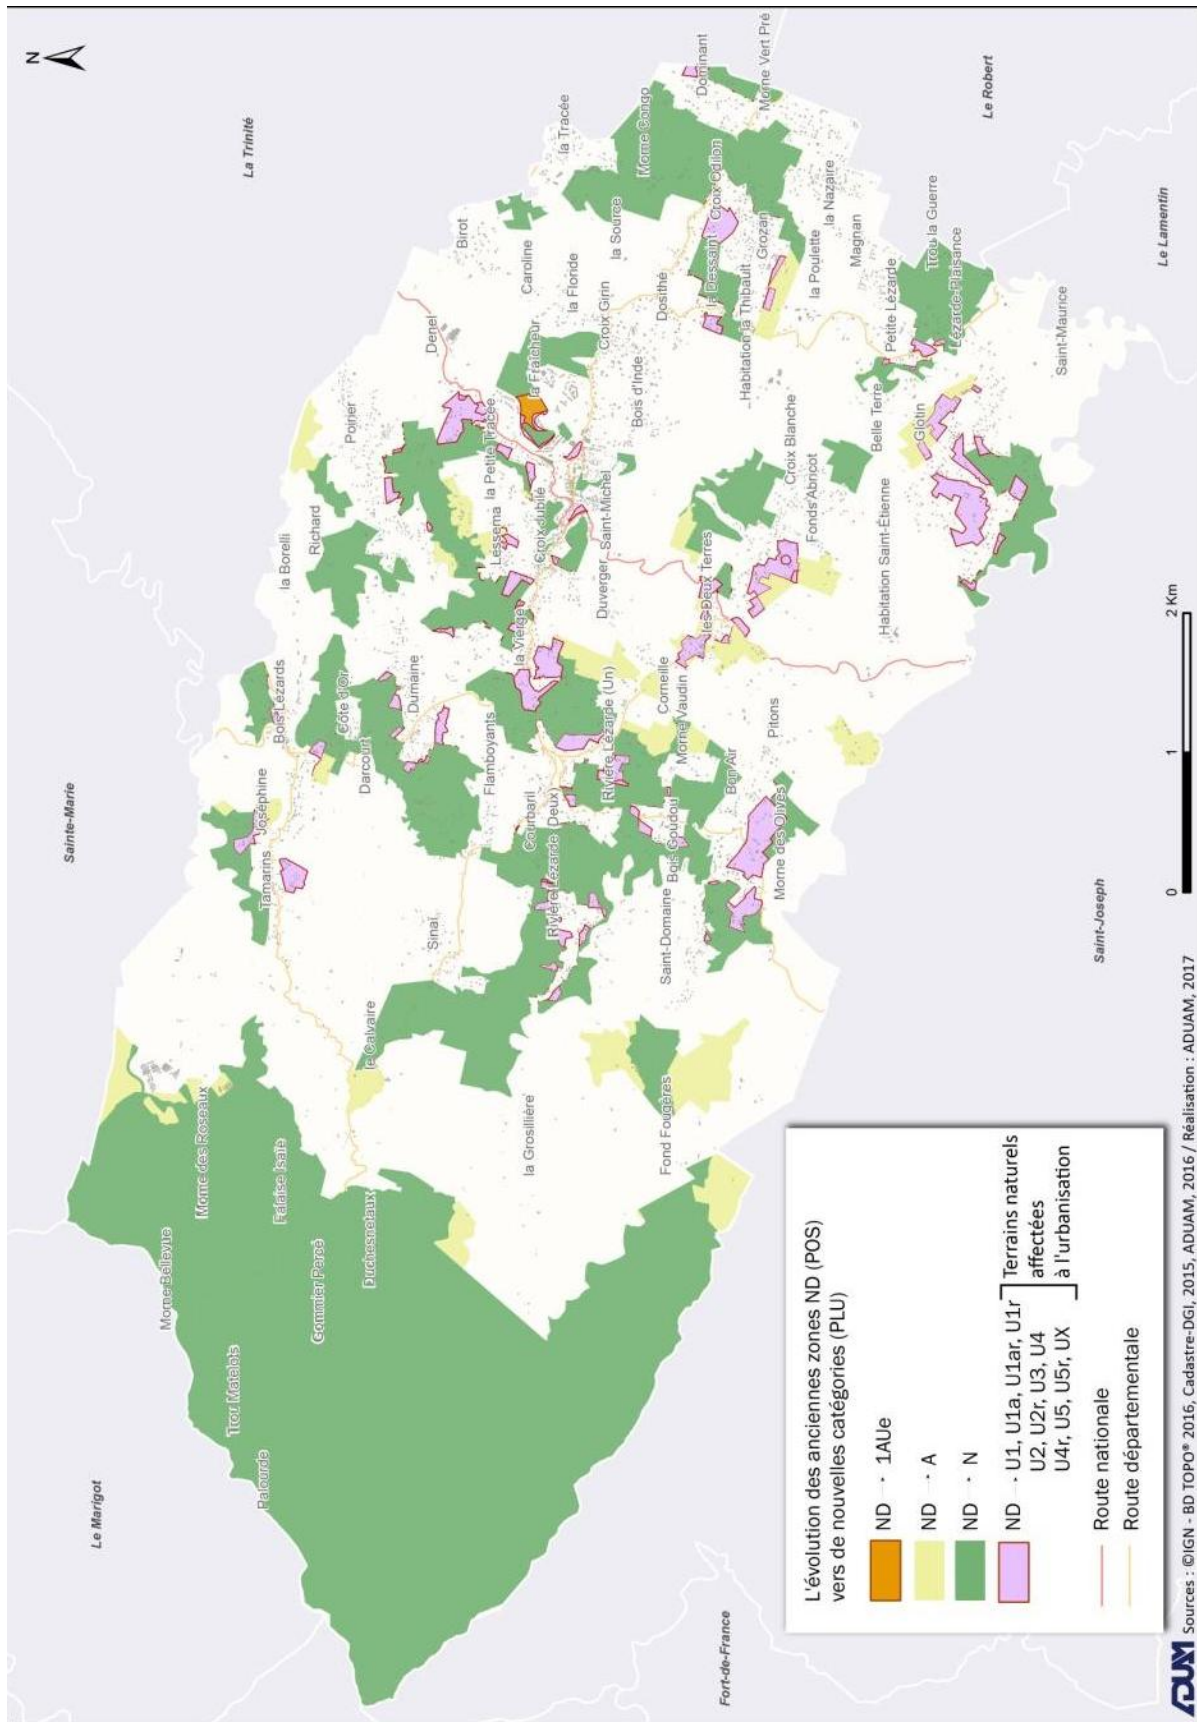 N
La Trinité
Sainte-Marie
Le Marigot
Fort-de-France
Saint-Joseph
Le Lamentin
Le Robert
Palourde
Trou Matelots
Morne Bellevue
Gommier Percé
Duchesnetaux
Falaise Isaïe
Morne des Roseaux
le Calvaire
la Grosillière
Fond Fougères
Tamarins
Joséphine
Bois Lézards
Côte d'Or
Darcourt
Dumaine
Sinaï
Flamboyants
Courbaril
Rivière Lézarde (Deux)
Rivière Lézarde (Un)
Saint-Domaine
Bois Goudou
Bon Air
Morne des Olives
Pitons
Morne Vaudin
Corneille
les Deux Terres
la Vierge
Duverger
Saint-Michel
Croix Jubilé
Lessema
la Petite Tracée
la Borelli
Richard
Poirier
Denel
la Fraîcheur
Birot
Caroline
la Floride
la Source
la Tracée
Croix Girin
Bois d'Inde
Dosithé
Morne Congo
Dominant
Morne Vert Pré
Croix Odilon
la Dessaint
Habitation la Thibault
Grozan
la Poulette
la Nazaire
Magnan
Petite Lézarde
Trou la Guerre
Lézarde-Plaisance
Saint-Maurice
Belle Terre
Glotin
Croix Blanche
Fonds Abricot
Habitation Saint-Étienne
L'évolution des anciennes zones ND (POS)
vers de nouvelles catégories (PLU)
ND → 1AUe
ND → A
ND → N
ND → U1, U1a, U1ar, U1r
U2, U2r, U3, U4
U4r, U5, U5r, UX
Terrains naturels
affectées
à l'urbanisation
Route nationale
Route départementale
0 1 2 Km
ADUAM Sources : ©IGN - BD TOPO® 2016, Cadastre-DGI, 2015, ADUAM, 2016 / Réalisation : ADUAM, 2017